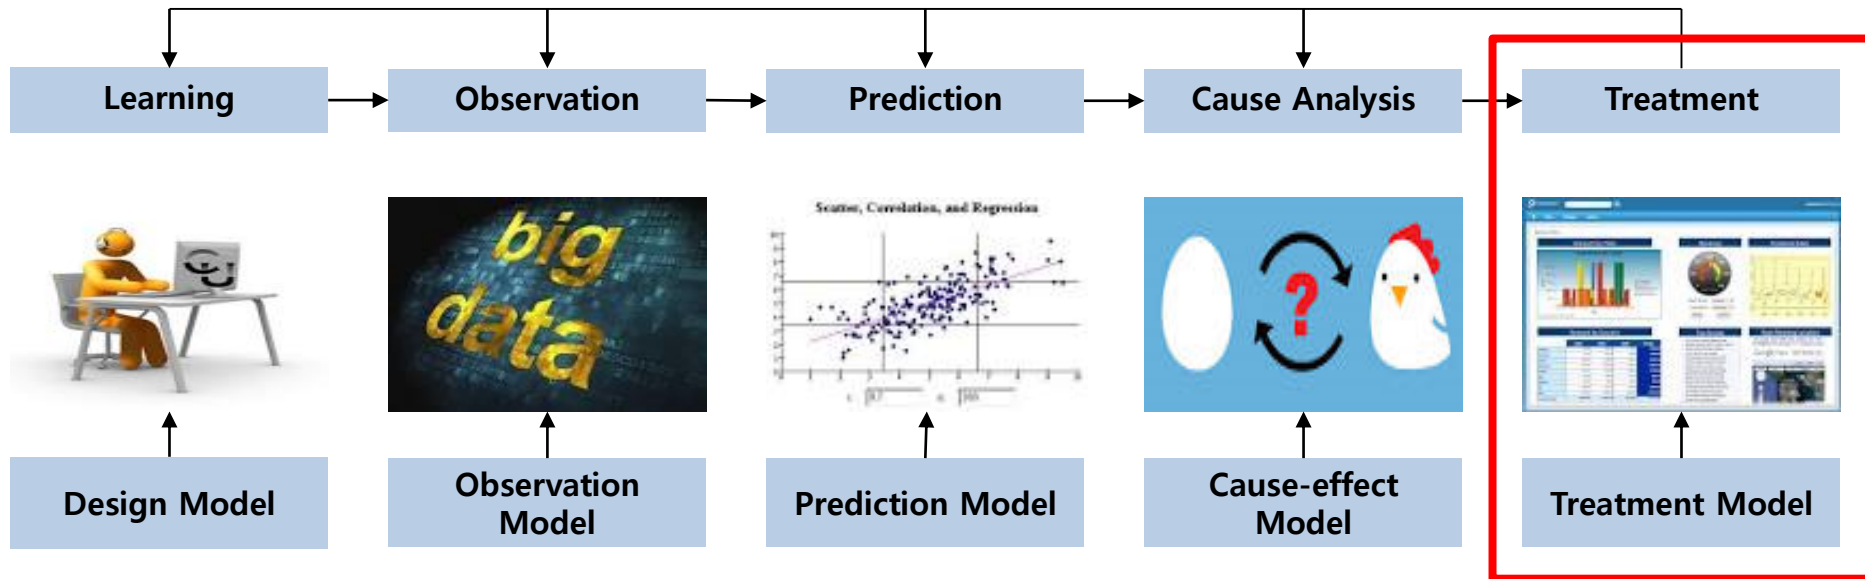 Learning
Observation
Prediction
Cause Analysis
Treatment
big
data
Scatter, Correlation, and Regression
?
Design Model
Observation
Model
Prediction Model
Cause-effect
Model
Treatment Model